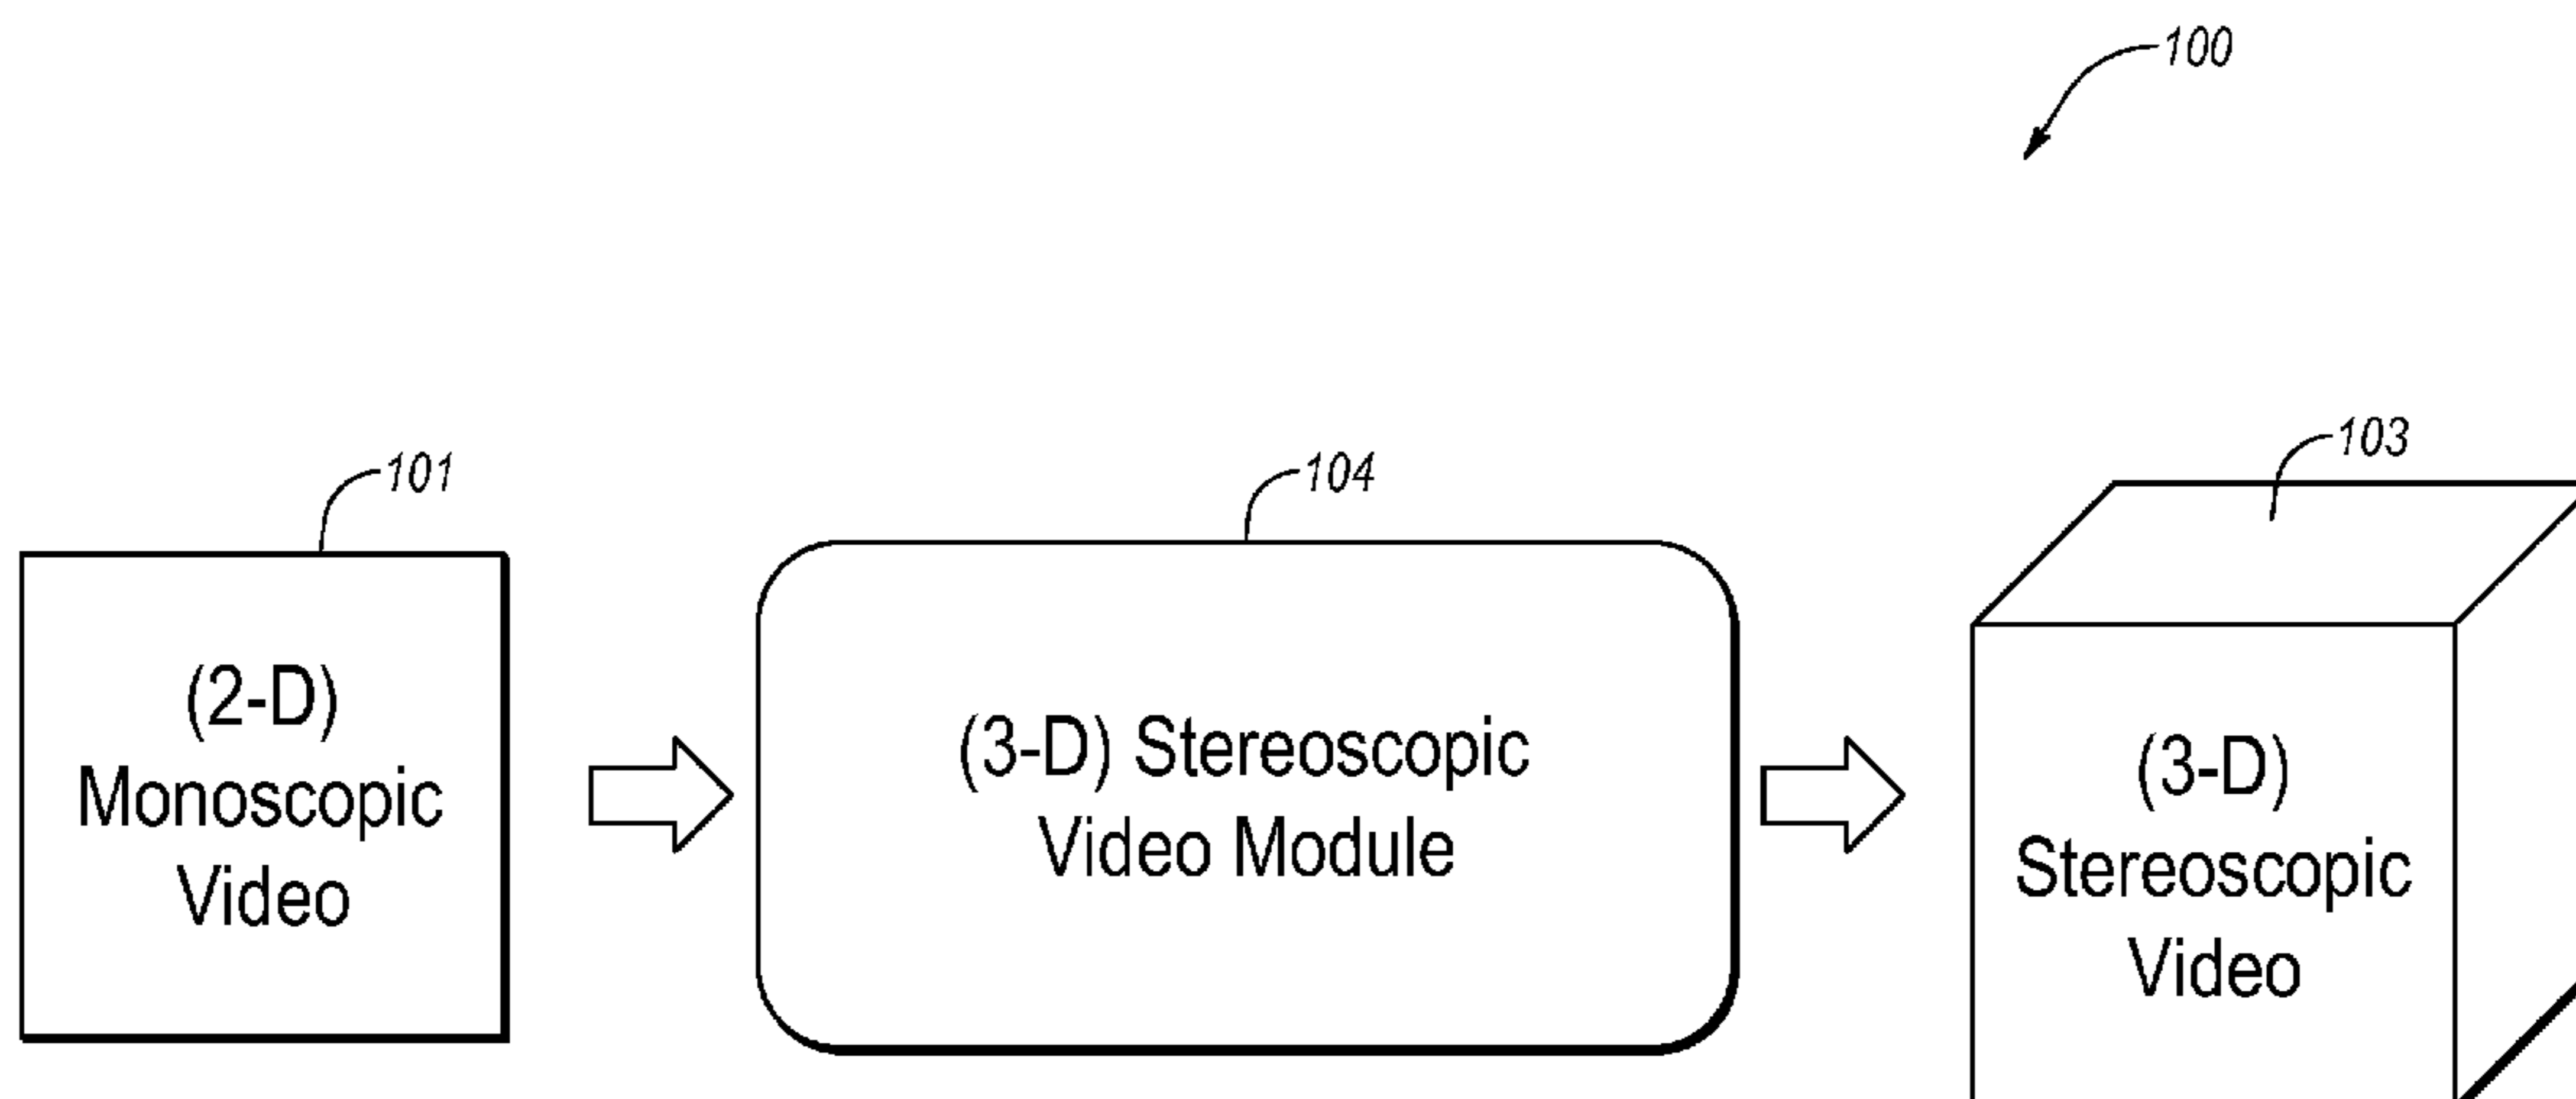 100
101
104
103
(2-D)
Monoscopic
Video
(3-D) Stereoscopic
Video Module
(3-D)
Stereoscopic
Video